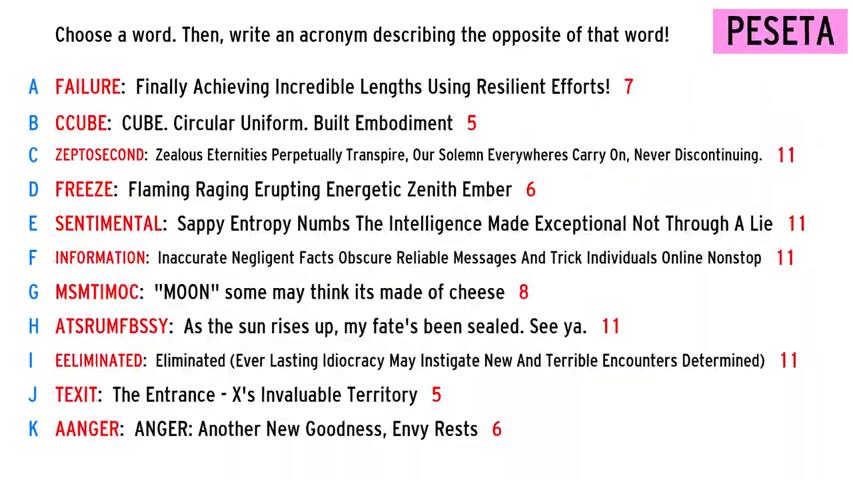 Choose a word. Then, write an acronym describing the opposite of that word!
PESETA
A FAILURE: Finally Achieving Incredible Lengths Using Resilient Efforts! 7
B CCUBE: CUBE. Circular Uniform. Built Embodiment 5
C ZEPTOSECOND: Zealous Eternities Perpetually Transpire, Our Solemn Everywheres Carry On, Never Discontinuing. 11
D FREEZE: Flaming Raging Erupting Energetic Zenith Ember 6
E SENTIMENTAL: Sappy Entropy Numbs The Intelligence Made Exceptional Not Through A Lie 11
F INFORMATION: Inaccurate Negligent Facts Obscure Reliable Messages And Trick Individuals Online Nonstop 11
G MSMTIMOC: "MOON" some may think its made of cheese 8
H ATSRUMFBSSY: As the sun rises up, my fate's been sealed. See ya. 11
I EELIMINATED: Eliminated (Ever Lasting Idiocracy May Instigate New And Terrible Encounters Determined) 11
J TEXIT: The Entrance - X's Invaluable Territory 5
K AANGER: ANGER: Another New Goodness, Envy Rests 6